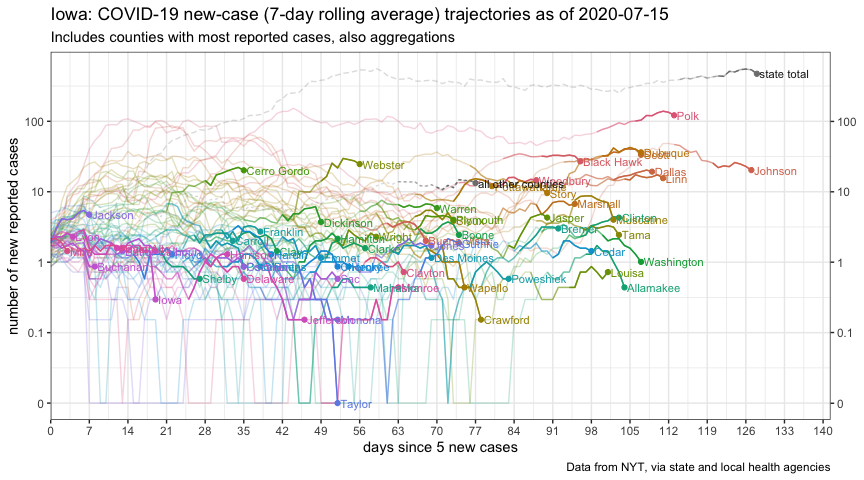 Iowa: COVID-19 new-case (7-day rolling average) trajectories as of 2020-07-15
Includes counties with most reported cases, also aggregations
number of new reported cases
100
10
1
0.1
0
100
10
1
0.1
0
state total
Polk
Dubuque
Scott
Black Hawk
Johnson
Dallas
Linn
Woodbury
all other counties
Story
Cerro Gordo
Webster
Jackson
Warren
Marshall
Plymouth
Jasper
Clinton
Muscatine
Dickinson
Franklin
Boone
Bremer
Tama
Hamilton
Carroll
Clarke
Cedar
Washington
Emmet
Des Moines
Buchanan
Clayton
Louisa
Shelby
Delaware
Sac
Poweshiek
Mahaska
Monroe
Wapello
Allamakee
Iowa
Jefferson
Monona
Crawford
Taylor
0 7 14 21 28 35 42 49 56 63 70 77 84 91 98 105 112 119 126 133 140
days since 5 new cases
Data from NYT, via state and local health agencies